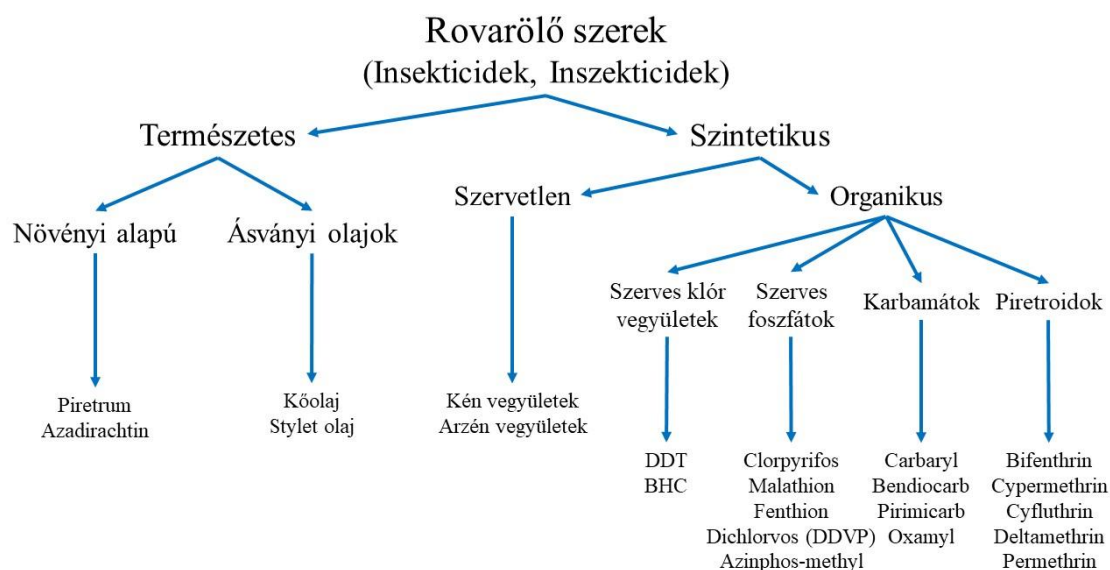 Rovarölő szerek
(Insekticidek, Inszekticidek)
Természetes
Szintetikus
Szervetlen
Organikus
Növényi alapú
Ásványi olajok
Szerves klór
vegyületek
Szerves
foszfátok
Karbamátok
Piretroidok
Piretrum
Azadirachtin
Kőolaj
Stylet olaj
Kén vegyületek
Arzén vegyületek
DDT
BHC
Clorpyrifos
Malathion
Fenthion
Dichlorvos (DDVP)
Azinphos-methyl
Carbaryl
Bendiocarb
Pirimicarb
Oxamyl
Bifenthrin
Cypermethrin
Cyfluthrin
Deltamethrin
Permethrin